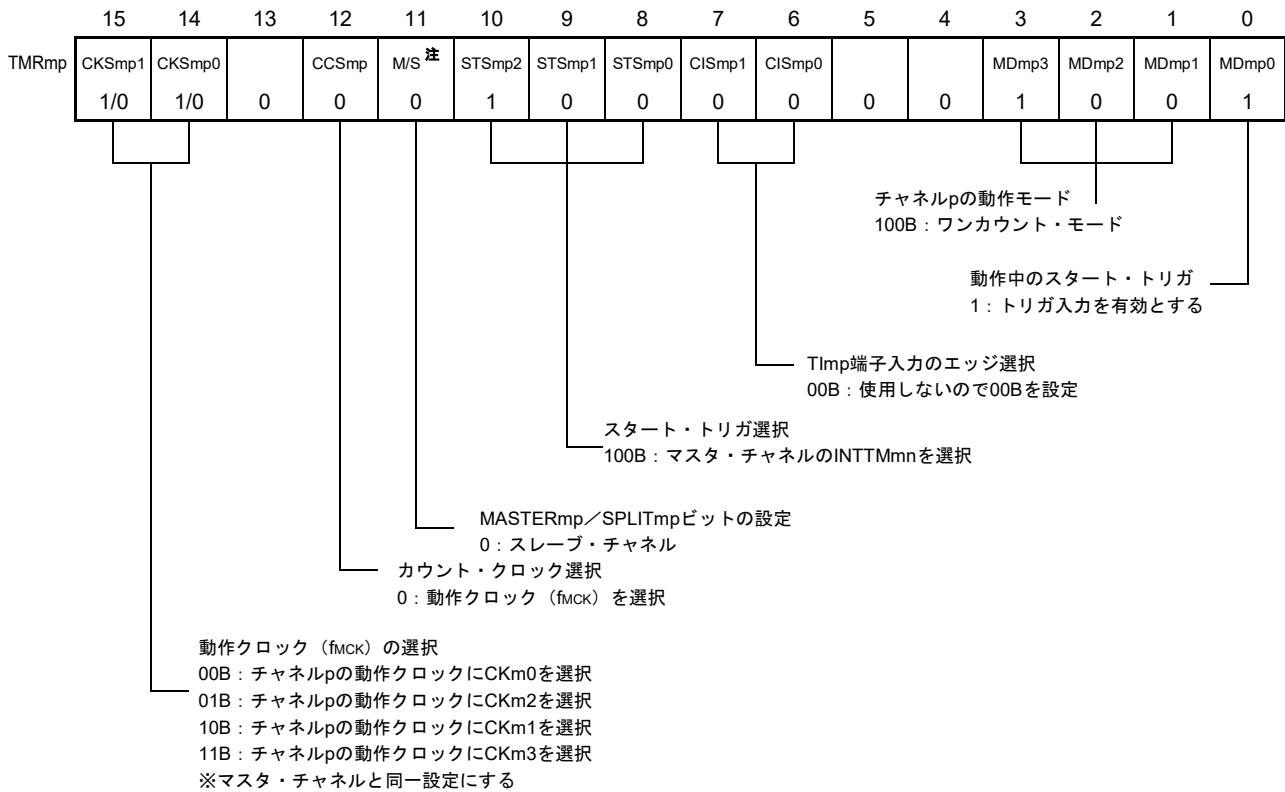 15 14 13 12 11 10 9 8 7 6 5 4 3 2 1 0
TMRmp CKSmp1 CKSmp0 CCSmp M/S 注 STSmp2 STSmp1 STSmp0 CISmp1 CISmp0 MDmp3 MDmp2 MDmp1 MDmp0
1/0 1/0 0 0 0 1 0 0 0 0 0 0 1 0 0 1
チャネルpの動作モード
100B：ワンカウント・モード
動作中のスタート・トリガ
1：トリガ入力を有効とする
TImp端子入力のエッジ選択
00B：使用しないので00Bを設定
スタート・トリガ選択
100B：マスタ・チャネルのINTTMmnを選択
MASTERmp／SPLITmpビットの設定
0：スレーブ・チャネル
カウント・クロック選択
0：動作クロック（fMCK）を選択
動作クロック（fMCK）の選択
00B：チャネルpの動作クロックにCKm0を選択
01B：チャネルpの動作クロックにCKm2を選択
10B：チャネルpの動作クロックにCKm1を選択
11B：チャネルpの動作クロックにCKm3を選択
※マスタ・チャネルと同一設定にする